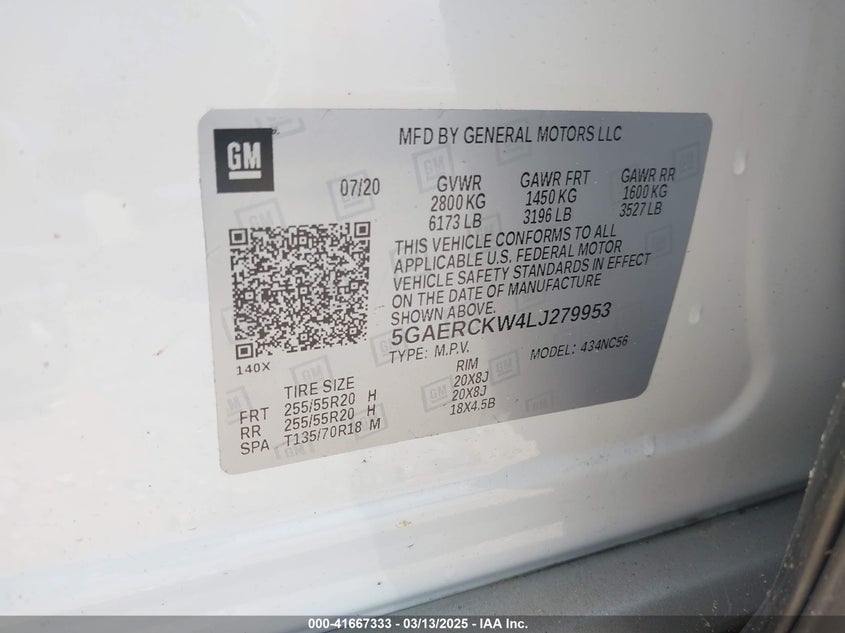 GM
MFD BY GENERAL MOTORS LLC
07/20
GVWR GAWR FRT GAWR RR
2800 KG 1450 KG 1600 KG
6173 LB 3196 LB 3527 LB
THIS VEHICLE CONFORMS TO ALL
APPLICABLE U.S. FEDERAL MOTOR
VEHICLE SAFETY STANDARDS IN EFFECT
ON THE DATE OF MANUFACTURE
SHOWN ABOVE.
5GAERCKW4LJ279953
TYPE: M.P.V. MODEL: 434NC56
140X
TIRE SIZE RIM
FRT 255/55R20 H 20X8J
RR 255/55R20 H 20X8J
SPA T135/70R18 M 18X4.5B
000-41667333 — 03/13/2025 — IAA Inc.